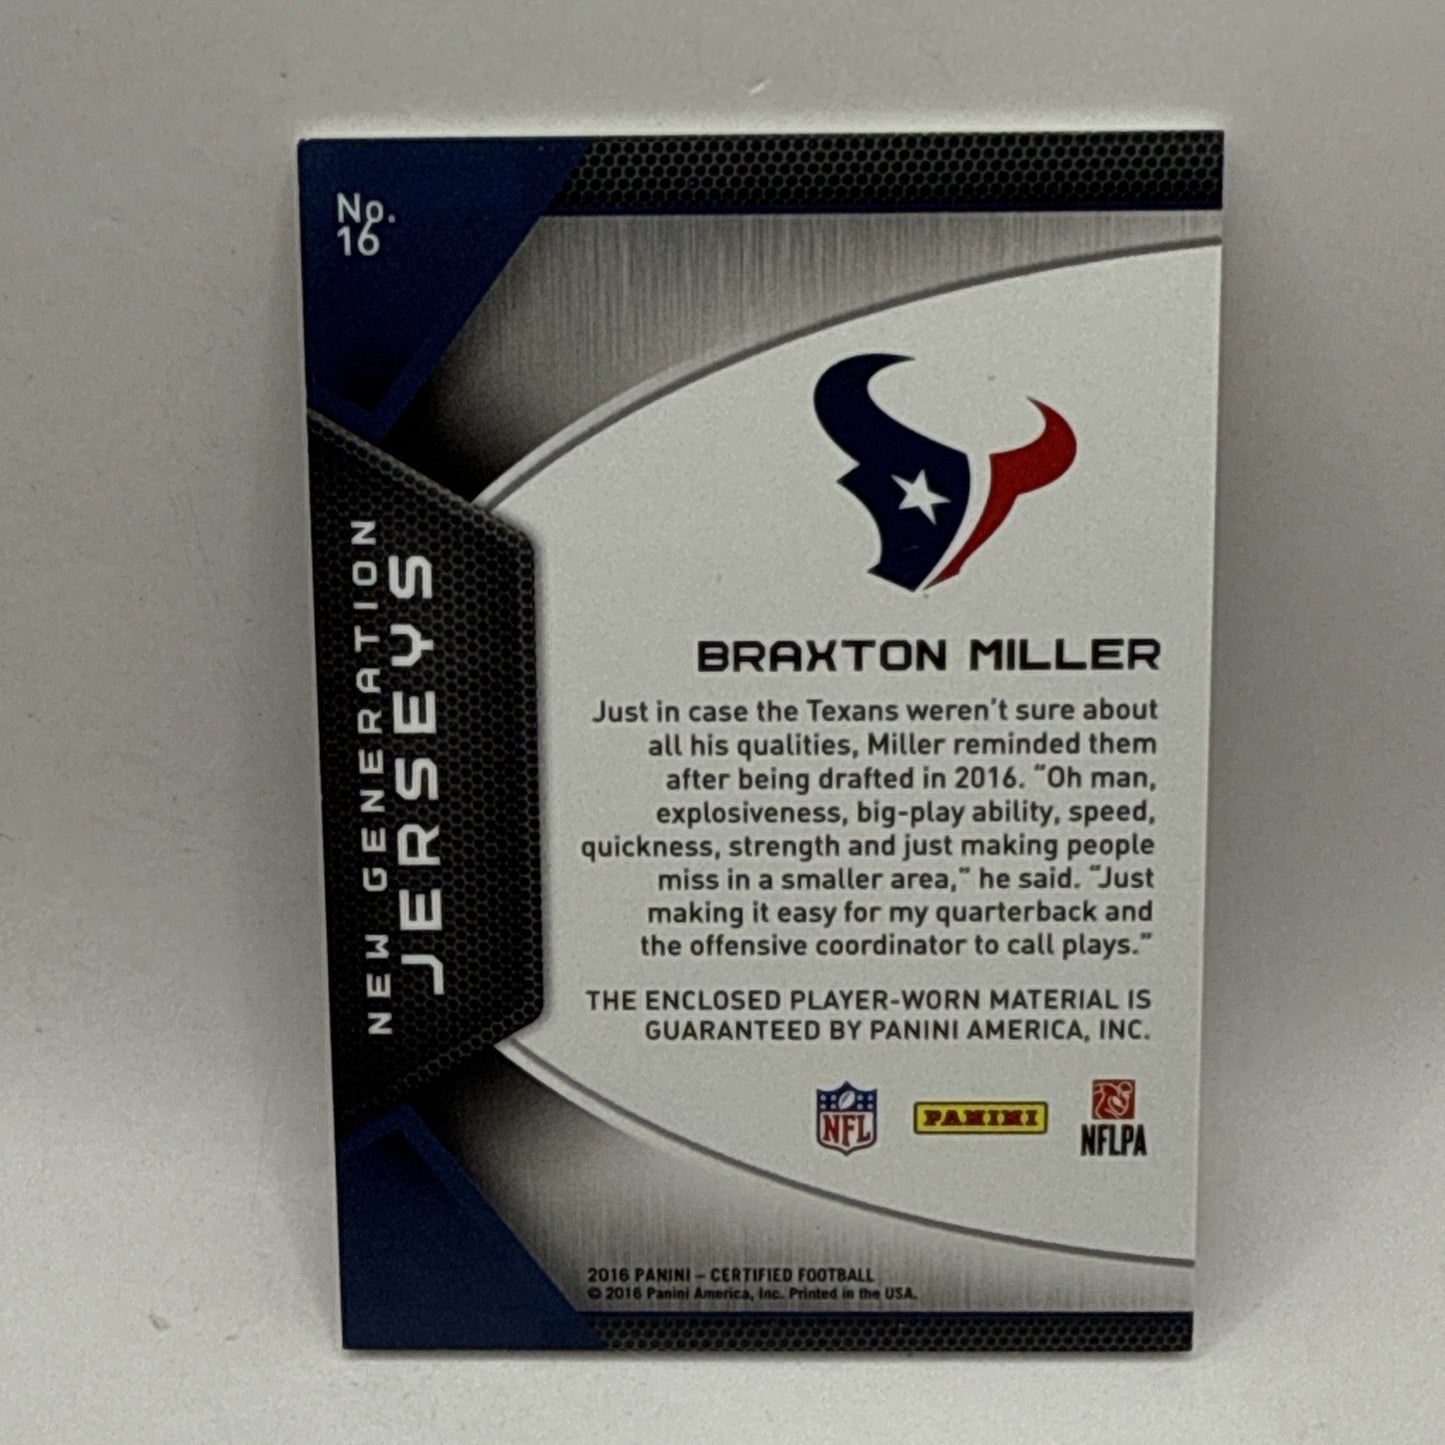 No.
16
NEW GENERATION
JERSEYS
BRAXTON MILLER
Just in case the Texans weren't sure about
all his qualities, Miller reminded them
after being drafted in 2016. "Oh man,
explosiveness, big-play ability, speed,
quickness, strength and just making people
miss in a smaller area," he said. "Just
making it easy for my quarterback and
the offensive coordinator to call plays."
THE ENCLOSED PLAYER-WORN MATERIAL IS
GUARANTEED BY PANINI AMERICA, INC.
NFL
PANINI
NFLPA
2016 PANINI – CERTIFIED FOOTBALL
© 2016 Panini America, Inc. Printed in the USA.